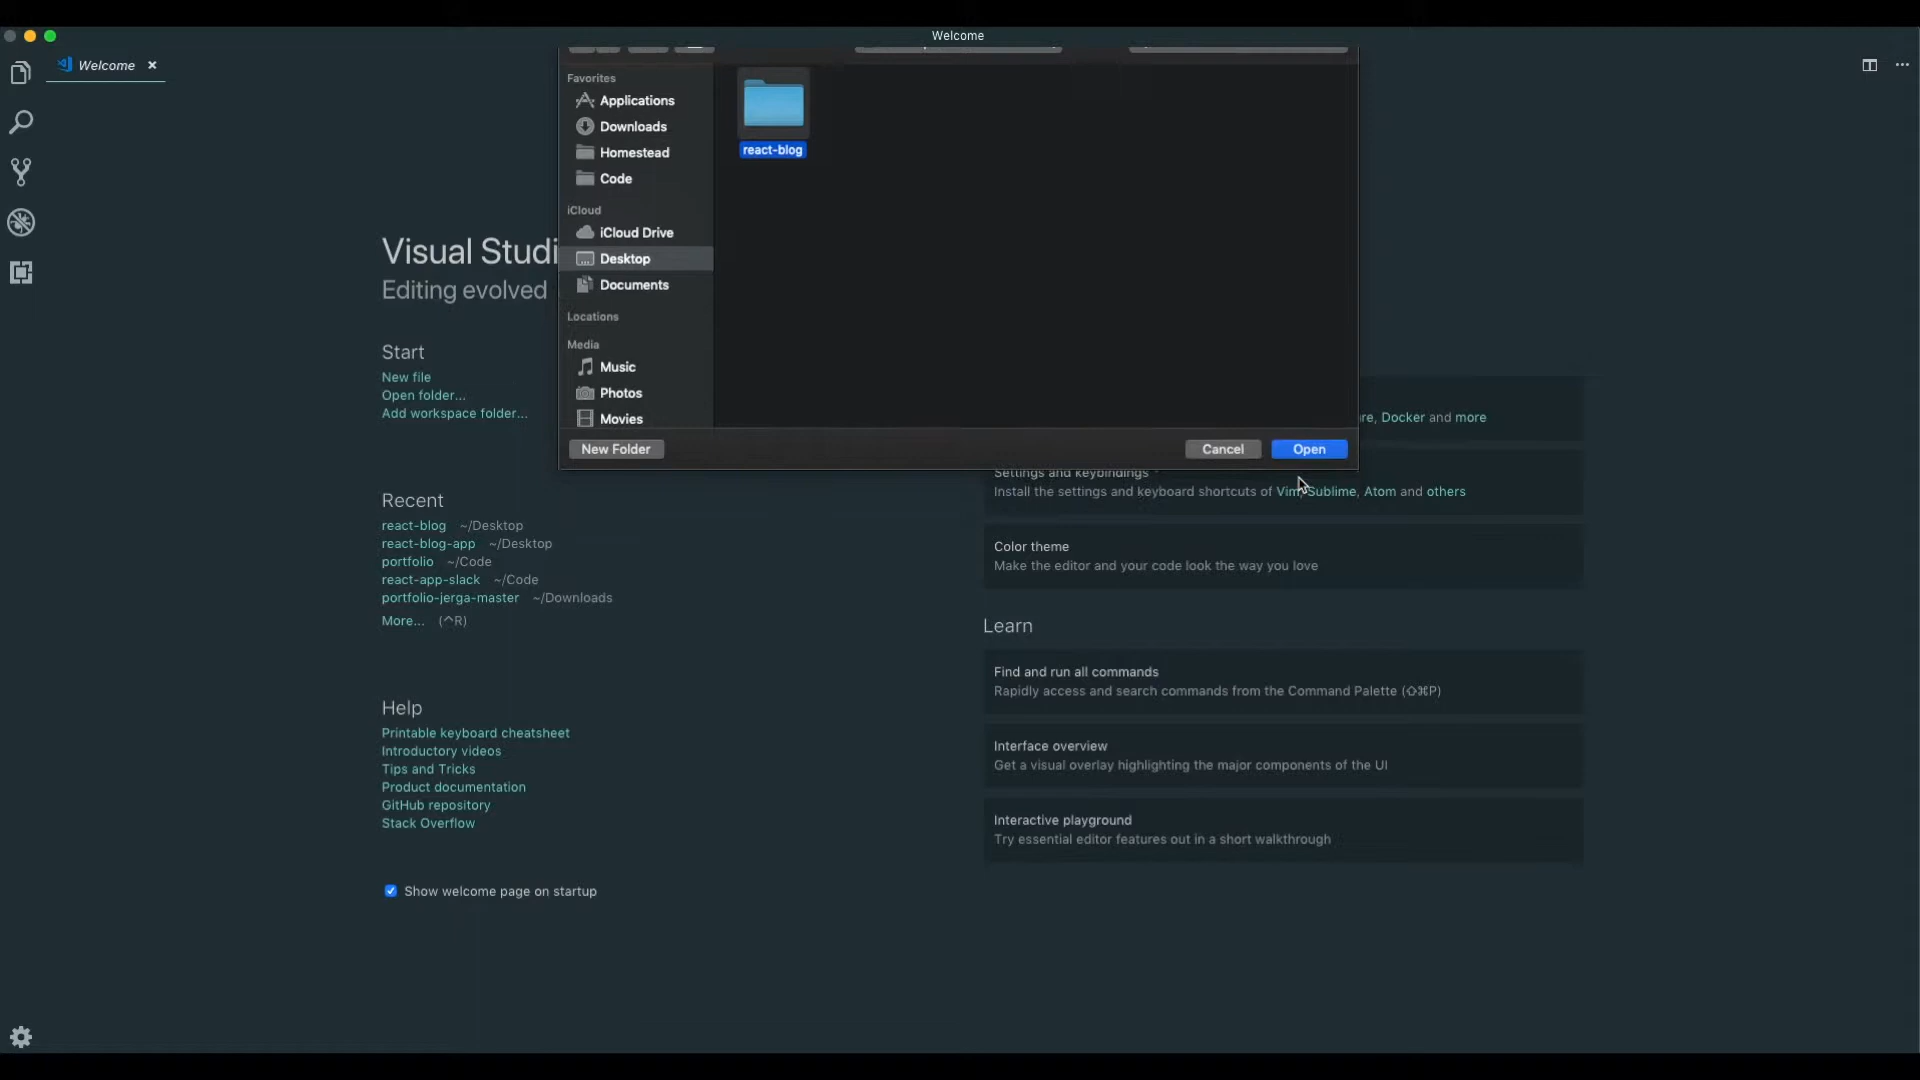 Welcome
Welcome
Favorites
Applications
Downloads
Homestead
Code
iCloud
iCloud Drive
Desktop
Documents
Locations
Media
Music
Photos
Movies
react-blog
New Folder
Cancel
Open
Visual Studi
Editing evolved
Start
New file
Open folder...
Add workspace folder...
Recent
react-blog ~/Desktop
react-blog-app ~/Desktop
portfolio ~/Code
react-app-slack ~/Code
portfolio-jerga-master ~/Downloads
More... (^R)
Help
Printable keyboard cheatsheet
Introductory videos
Tips and Tricks
Product documentation
GitHub repository
Stack Overflow
Show welcome page on startup
re, Docker and more
Settings and keybindings
Install the settings and keyboard shortcuts of Vim, Sublime, Atom and others
Color theme
Make the editor and your code look the way you love
Learn
Find and run all commands
Rapidly access and search commands from the Command Palette (⇧⌘P)
Interface overview
Get a visual overlay highlighting the major components of the UI
Interactive playground
Try essential editor features out in a short walkthrough